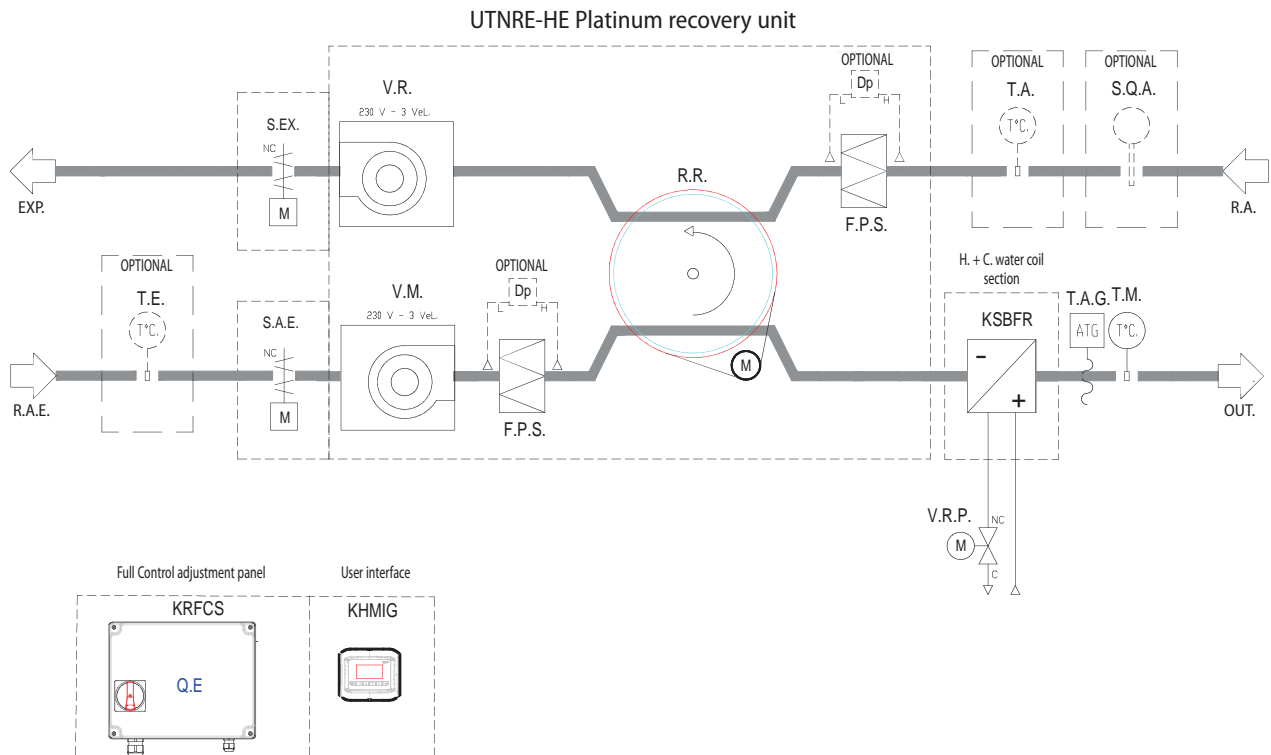 UTNRE-HE Platinum recovery unit
OPTIONAL
Dp
L H
OPTIONAL
T.A.
T°C.
OPTIONAL
S.Q.A.
V.R.
230 V - 3 VeL.
S.EX.
NC
M
EXP.
R.R.
F.P.S.
R.A.
OPTIONAL
T.E.
T°C.
R.A.E.
S.A.E.
NC
M
V.M.
230 V - 3 VeL.
OPTIONAL
Dp
L H
F.P.S.
M
H. + C. water coil
section
KSBFR
- +
T.A.G.
ATG
T.M.
T°C.
OUT.
V.R.P.
NC
M
C
Full Control adjustment panel
KRFCS
Q.E
User interface
KHMIG